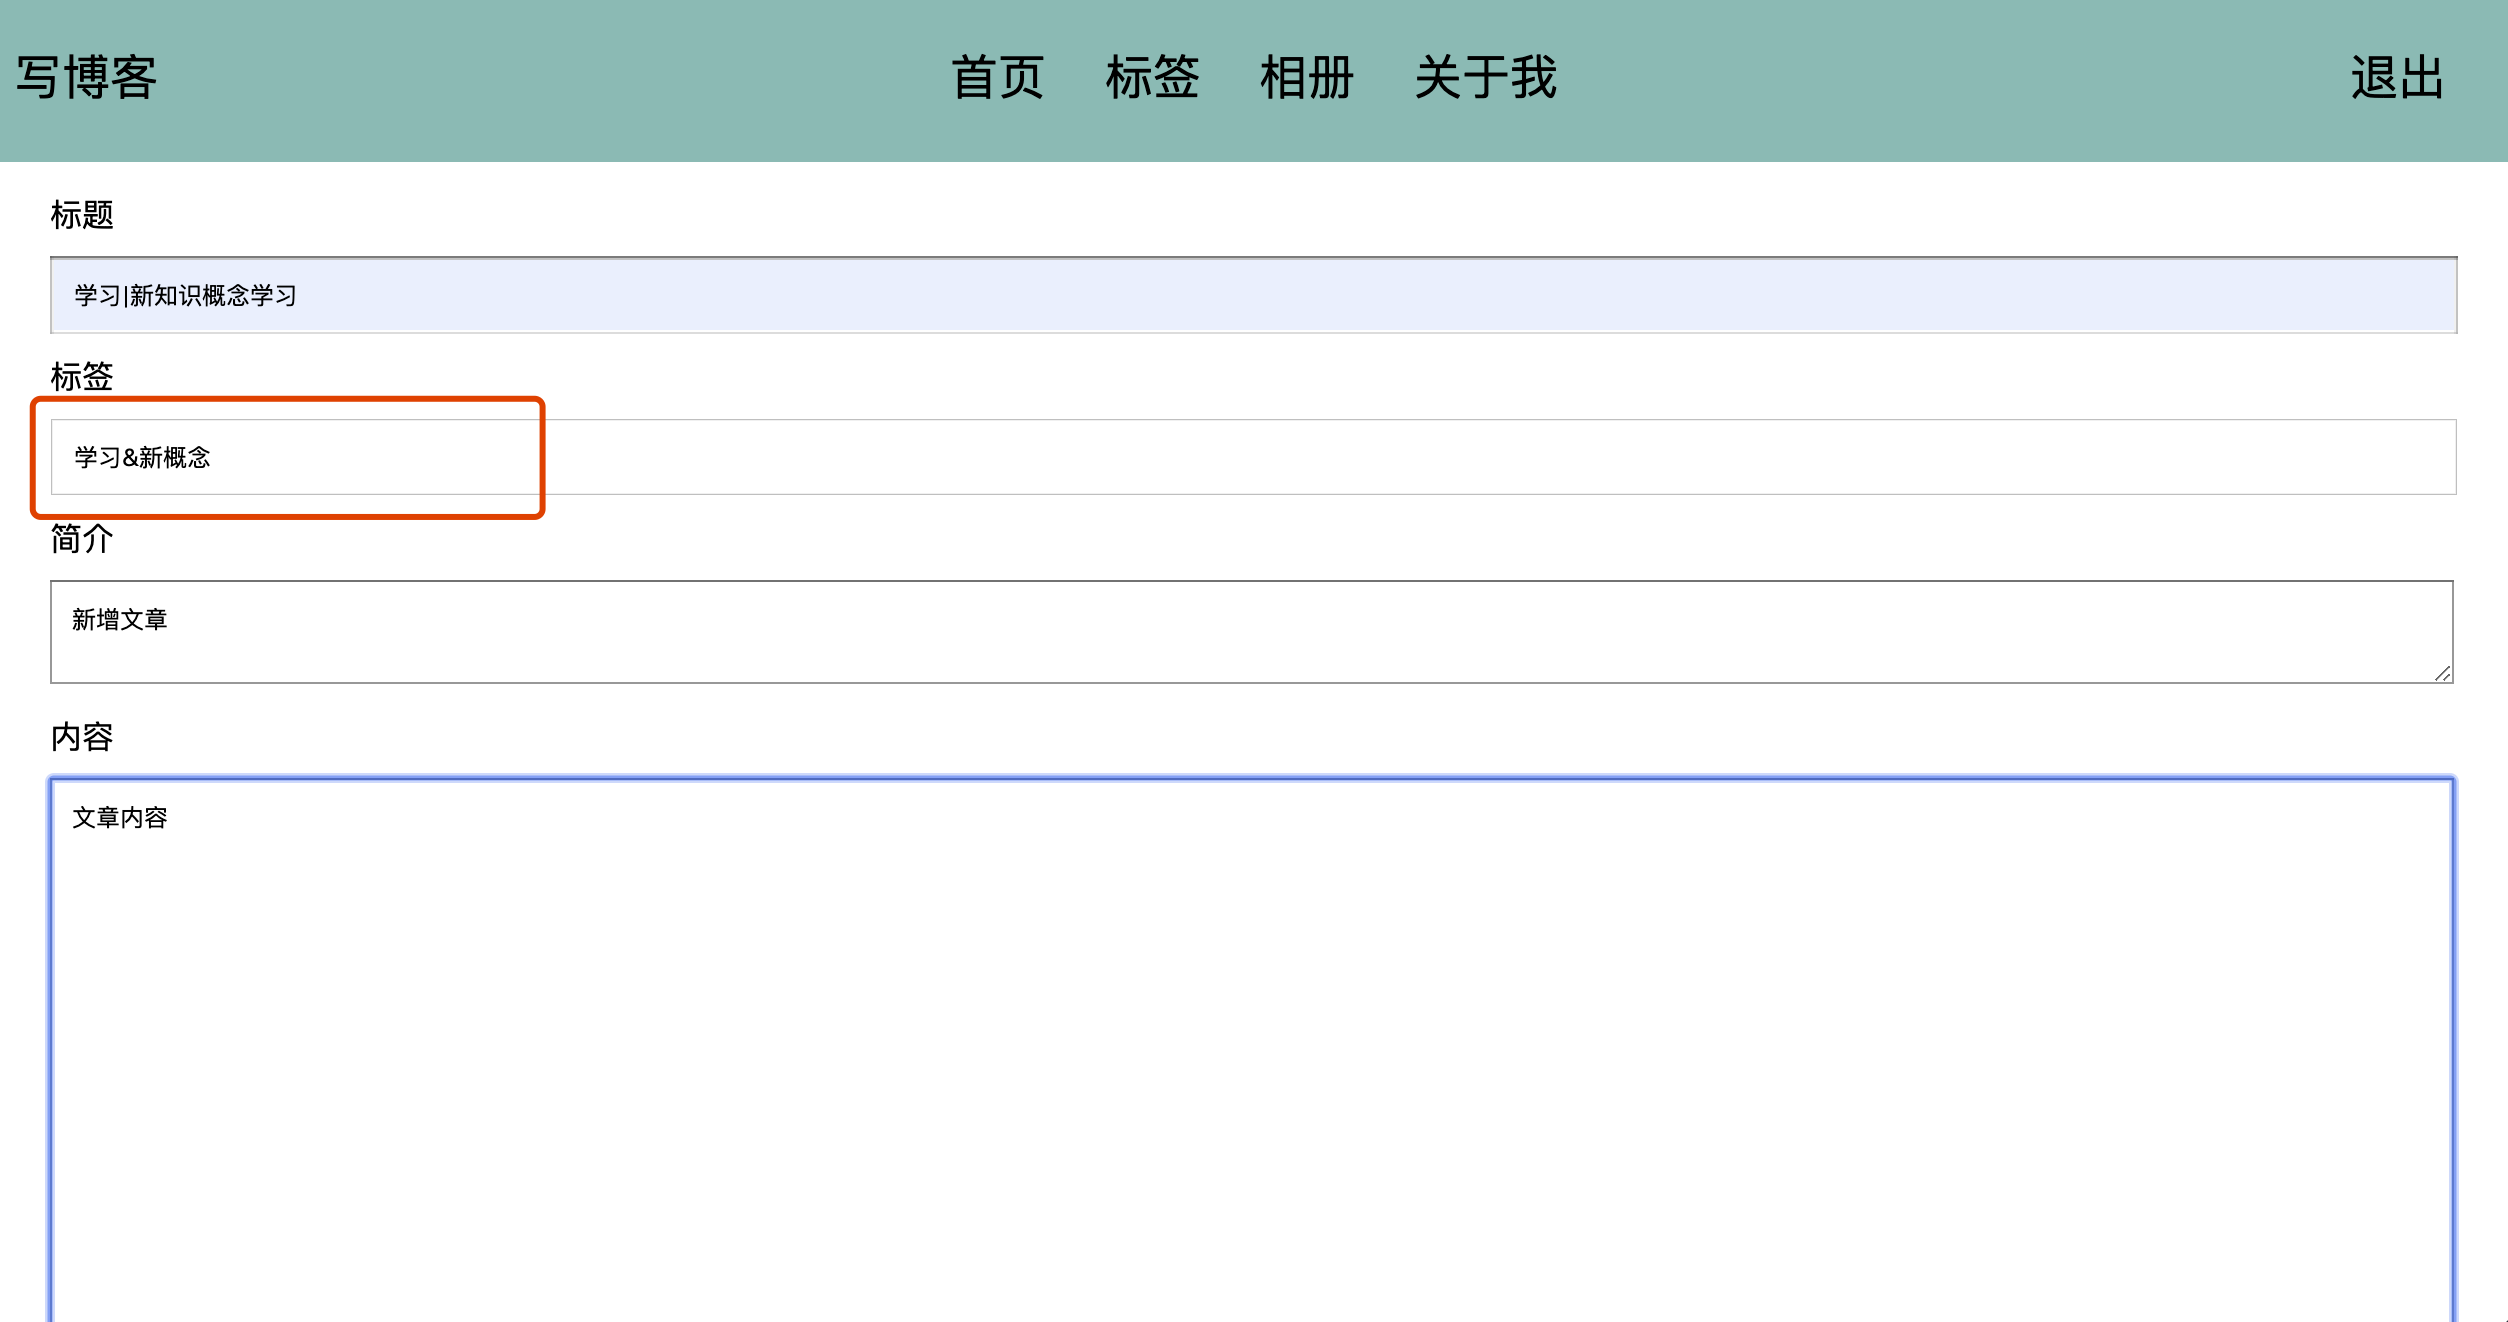 写博客 首页 标签 相册 关于我 退出
标题
学习|新知识概念学习
标签
学习&新概念
简介
新增文章
内容
文章内容